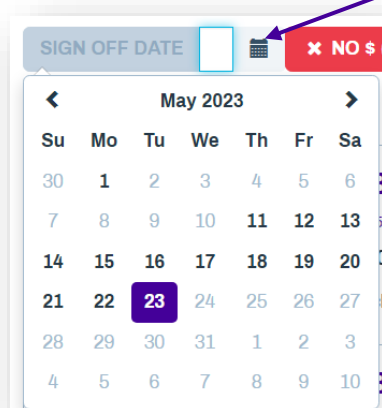 SIGN OFF DATE NO $
May 2023
Su Mo Tu We Th Fr Sa
30 1 2 3 4 5 6
7 8 9 10 11 12 13
14 15 16 17 18 19 20
21 22 23 24 25 26 27
28 29 30 31 1 2 3
4 5 6 7 8 9 10